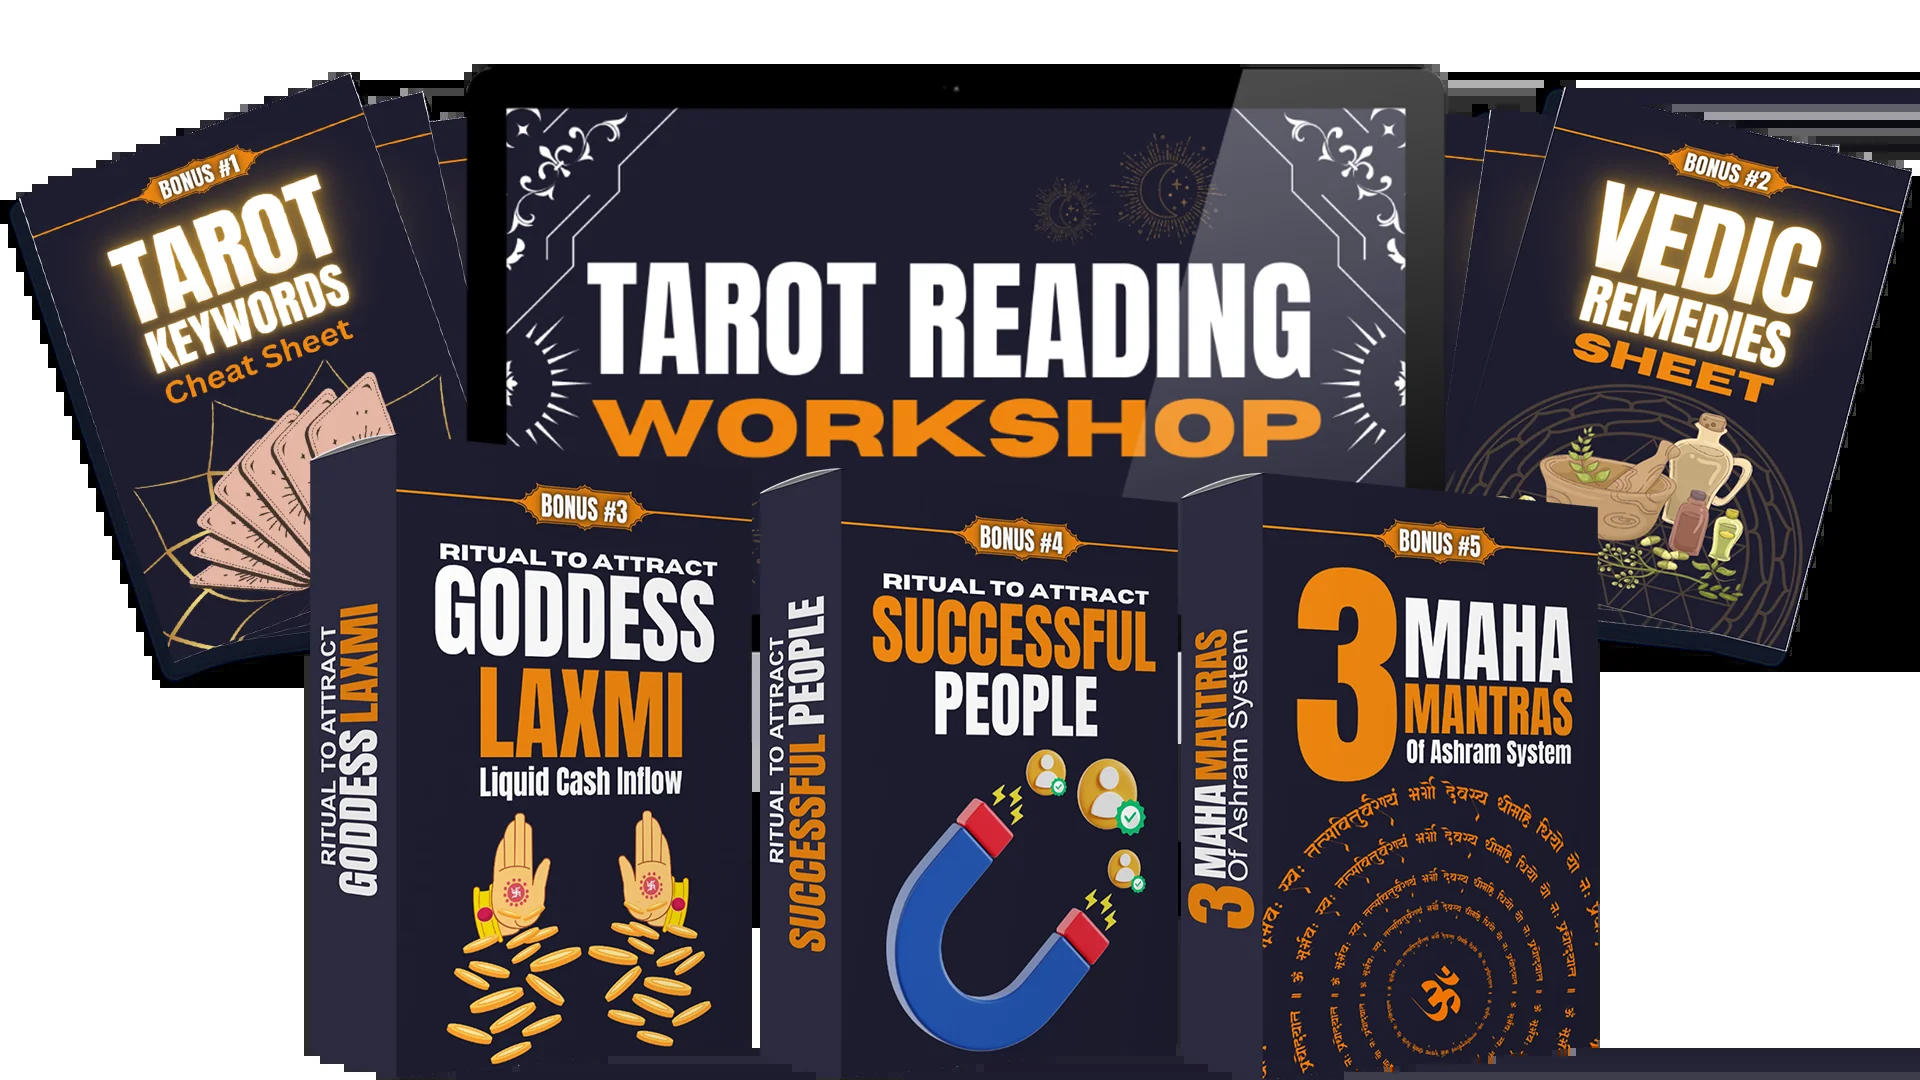 BONUS #1
TAROT
KEYWORDS
Cheat Sheet
TAROT READING
WORKSHOP
BONUS #2
VEDIC
REMEDIES
SHEET
RITUAL TO ATTRACT
GODDESS LAXMI
BONUS #3
RITUAL TO ATTRACT
GODDESS
LAXMI
Liquid Cash Inflow
RITUAL TO ATTRACT
SUCCESSFUL PEOPLE
BONUS #4
RITUAL TO ATTRACT
SUCCESSFUL
PEOPLE
3 MAHA MANTRAS
Of Ashram System
BONUS #5
3 MAHA
MANTRAS
Of Ashram System
ॐ